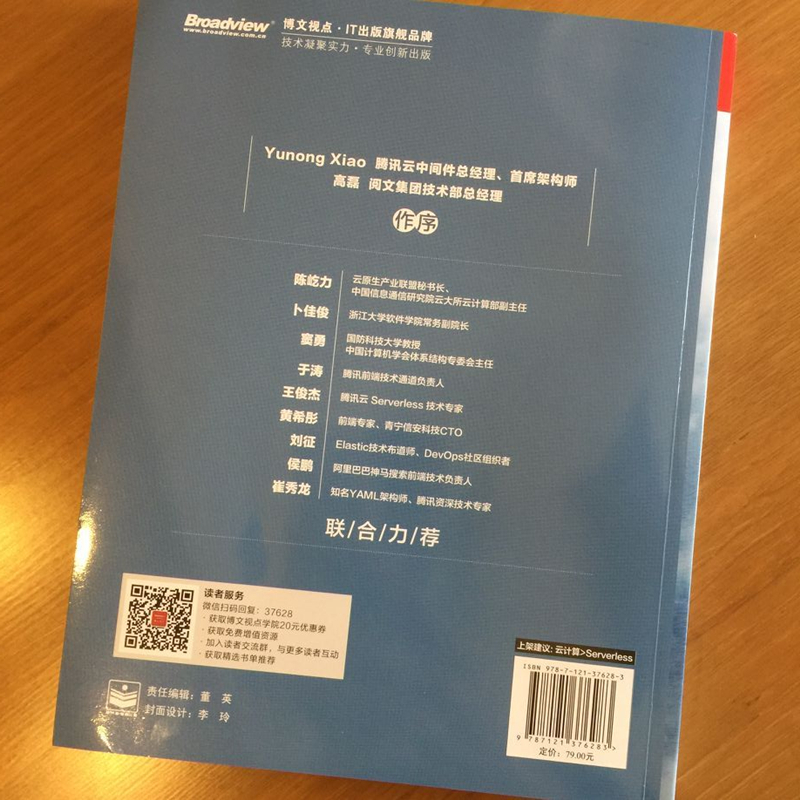 Broadview®
www.broadview.com.cn
博文视点·IT出版旗舰品牌
技术凝聚实力·专业创新出版
Yunong Xiao 腾讯云中间件总经理、首席架构师
高磊 阅文集团技术部总经理
作序
陈屹力 云原生产业联盟秘书长、
中国信息通信研究院云大所云计算部副主任
卜佳俊 浙江大学软件学院常务副院长
窦勇 国防科技大学教授
中国计算机学会体系结构专委会主任
于涛 腾讯前端技术通道负责人
王俊杰 腾讯云 Serverless 技术专家
黄希彤 前端专家、青宁信安科技CTO
刘征 Elastic技术布道师、DevOps社区组织者
侯鹏 阿里巴巴神马搜索前端技术负责人
崔秀龙 知名YAML架构师、腾讯资深技术专家
联/合/力/荐
读者服务
微信扫码回复：37628
·获取博文视点学院20元优惠券
·获取免费增值资源
·加入读者交流群，与更多读者互动
·获取精选书单推荐
责任编辑：董 英
封面设计：李 玲
上架建议：云计算>Serverless
ISBN 978-7-121-37628-3
9 787121 376283 >
定价：79.00元